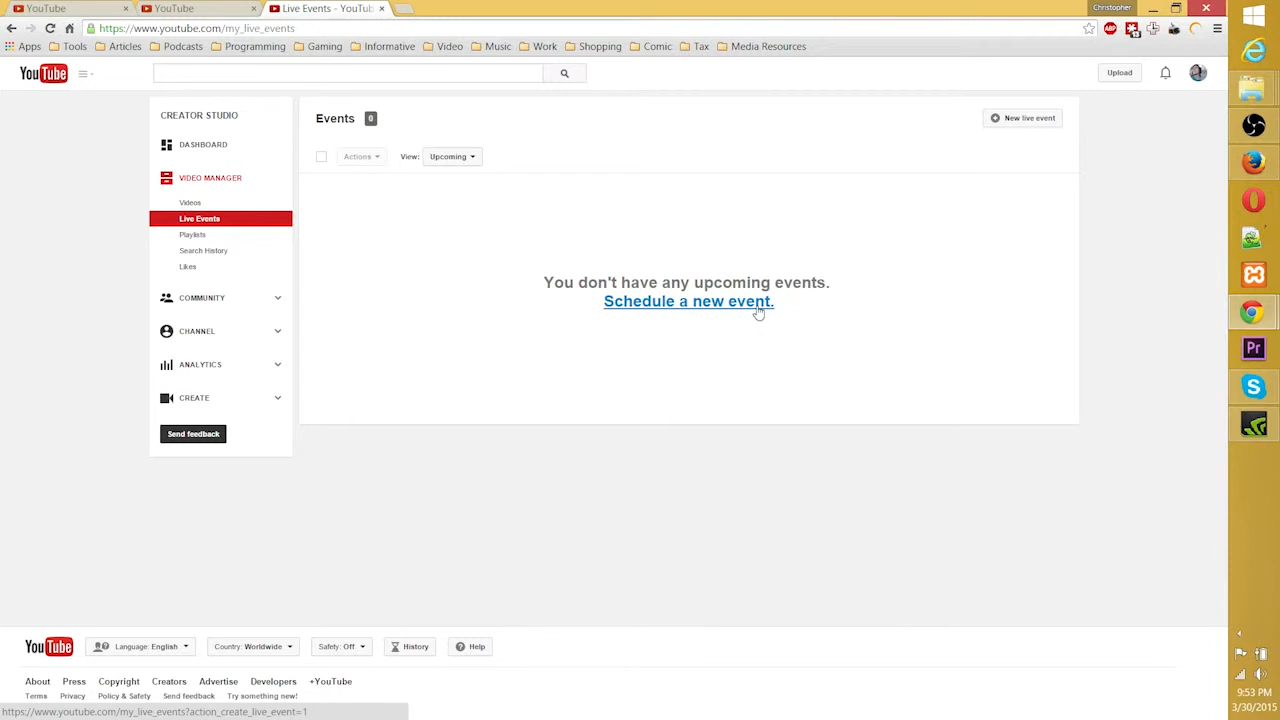 YouTube
YouTube
Live Events - YouTub
Christopher
https://www.youtube.com/my_live_events
Apps
Tools
Articles
Podcasts
Programming
Gaming
Informative
Video
Music
Work
Shopping
Comic
Tax
Media Resources
YouTube
Upload
CREATOR STUDIO
DASHBOARD
VIDEO MANAGER
Videos
Live Events
Playlists
Search History
Likes
COMMUNITY
CHANNEL
ANALYTICS
CREATE
Send feedback
Events 0
New live event
Actions
View: Upcoming
You don't have any upcoming events.
Schedule a new event.
YouTube
Language: English
Country: Worldwide
Safety: Off
History
Help
About Press Copyright Creators Advertise Developers +YouTube
Terms Privacy Policy & Safety Send feedback Try something new!
https://www.youtube.com/my_live_events?action_create_live_event=1
ABP
Pr
9:53 PM
3/30/2015